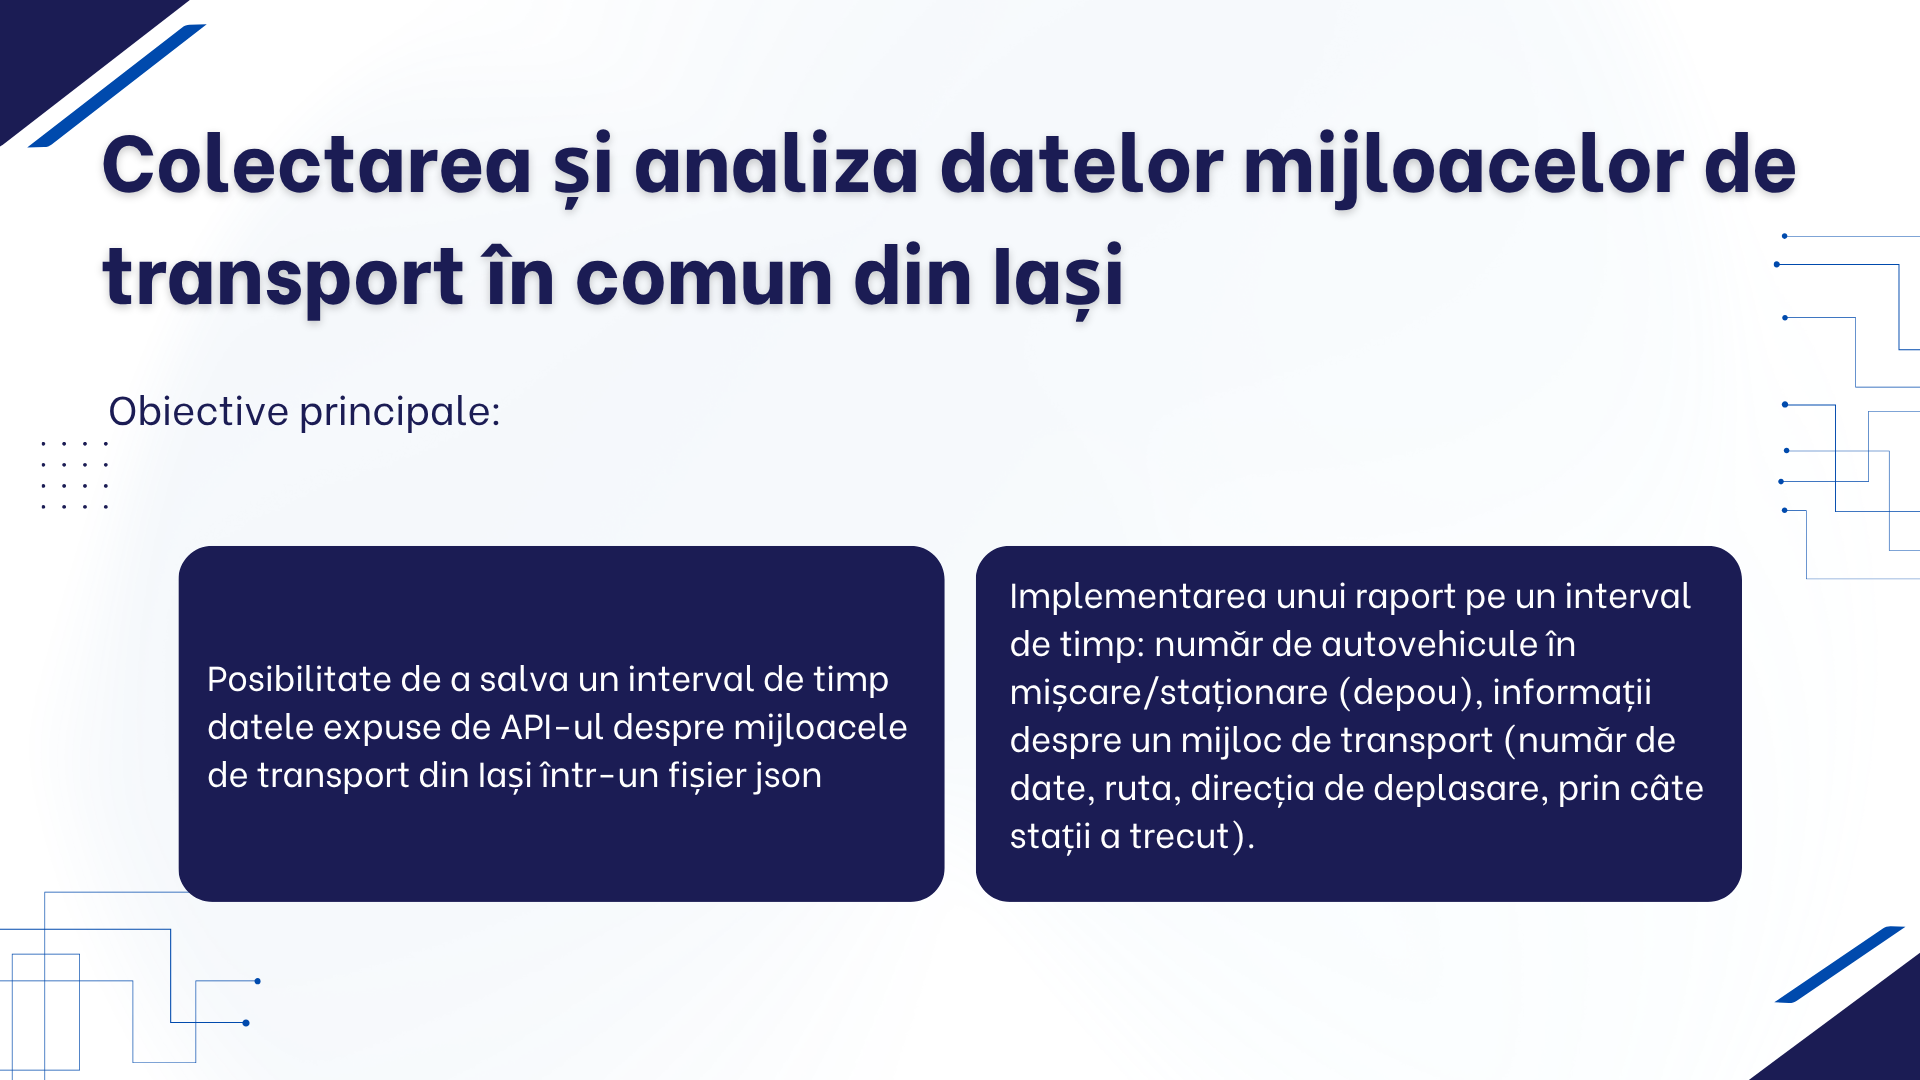 Colectarea și analiza datelor mijloacelor de
transport în comun din Iași
Obiective principale:
Posibilitate de a salva un interval de timp
datele expuse de API-ul despre mijloacele
de transport din Iași într-un fișier json
Implementarea unui raport pe un interval
de timp: număr de autovehicule în
mișcare/staționare (depou), informații
despre un mijloc de transport (număr de
date, ruta, direcția de deplasare, prin câte
stații a trecut).